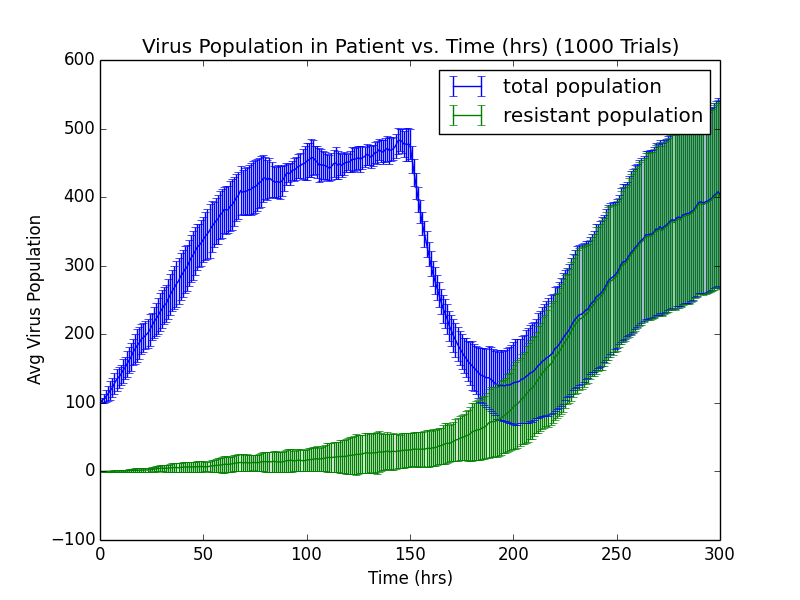 Virus Population in Patient vs. Time (hrs) (1000 Trials)
600
500
400
300
200
100
0
−100
Avg Virus Population
total population
resistant population
0 50 100 150 200 250 300
Time (hrs)